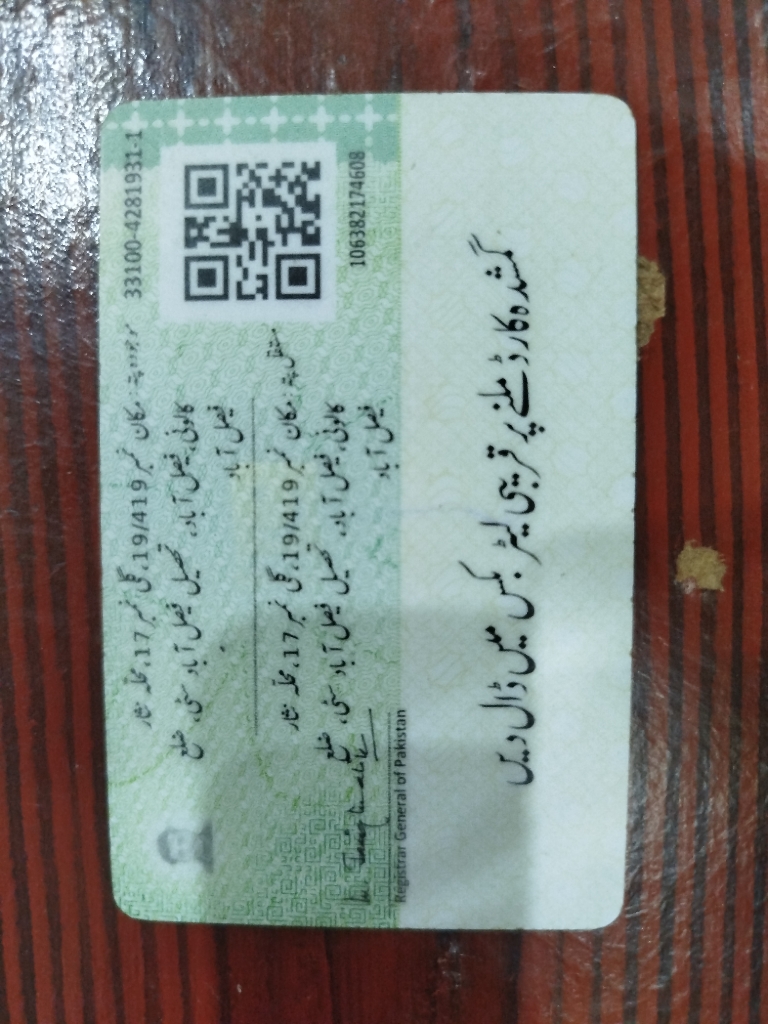 33100-4281931-1
موجودہ پتہ: مکان نمبر 19/419، گلی نمبر 17، محلہ نثار
کالونی، فیصل آباد، تحصیل فیصل آباد سٹی، ضلع
فیصل آباد
مستقل پتہ: مکان نمبر 19/419، گلی نمبر 17، محلہ نثار
کالونی، فیصل آباد، تحصیل فیصل آباد سٹی، ضلع
فیصل آباد
106382174608
Registrar General of Pakistan
گمشدہ کارڈ ملنے پر قریبی لیٹر بکس میں ڈال دیں